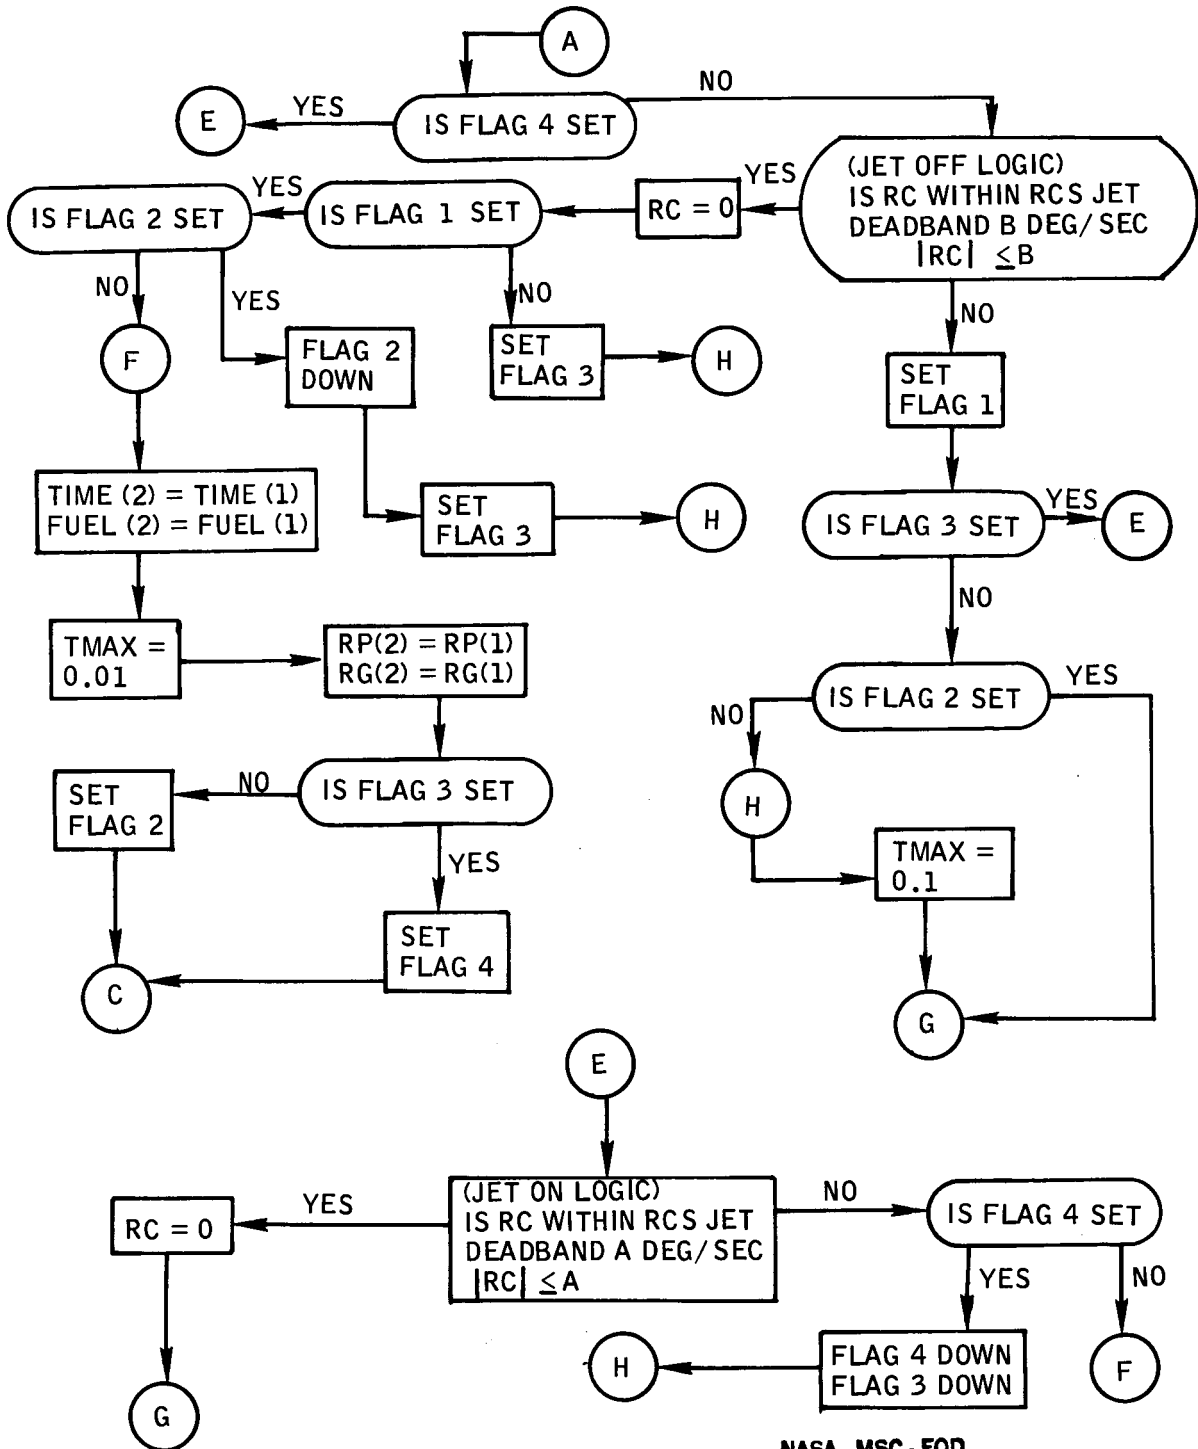 A
NO
E
YES
IS FLAG 4 SET
(JET OFF LOGIC)
IS RC WITHIN RCS JET
DEADBAND B DEG/SEC
|RC| ≤B
YES
RC = 0
IS FLAG 1 SET
YES
IS FLAG 2 SET
NO
F
YES
FLAG 2
DOWN
NO
SET
FLAG 3
H
NO
SET
FLAG 1
TIME (2) = TIME (1)
FUEL (2) = FUEL (1)
SET
FLAG 3
H
IS FLAG 3 SET
YES
E
NO
TMAX =
0.01
RP(2) = RP(1)
RG(2) = RG(1)
IS FLAG 2 SET
YES
NO
H
SET
FLAG 2
NO
IS FLAG 3 SET
YES
TMAX =
0.1
SET
FLAG 4
C
G
E
(JET ON LOGIC)
IS RC WITHIN RCS JET
DEADBAND A DEG/SEC
|RC| ≤A
YES
RC = 0
G
NO
IS FLAG 4 SET
YES
NO
FLAG 4 DOWN
FLAG 3 DOWN
H
F
NASA MSC-FOD